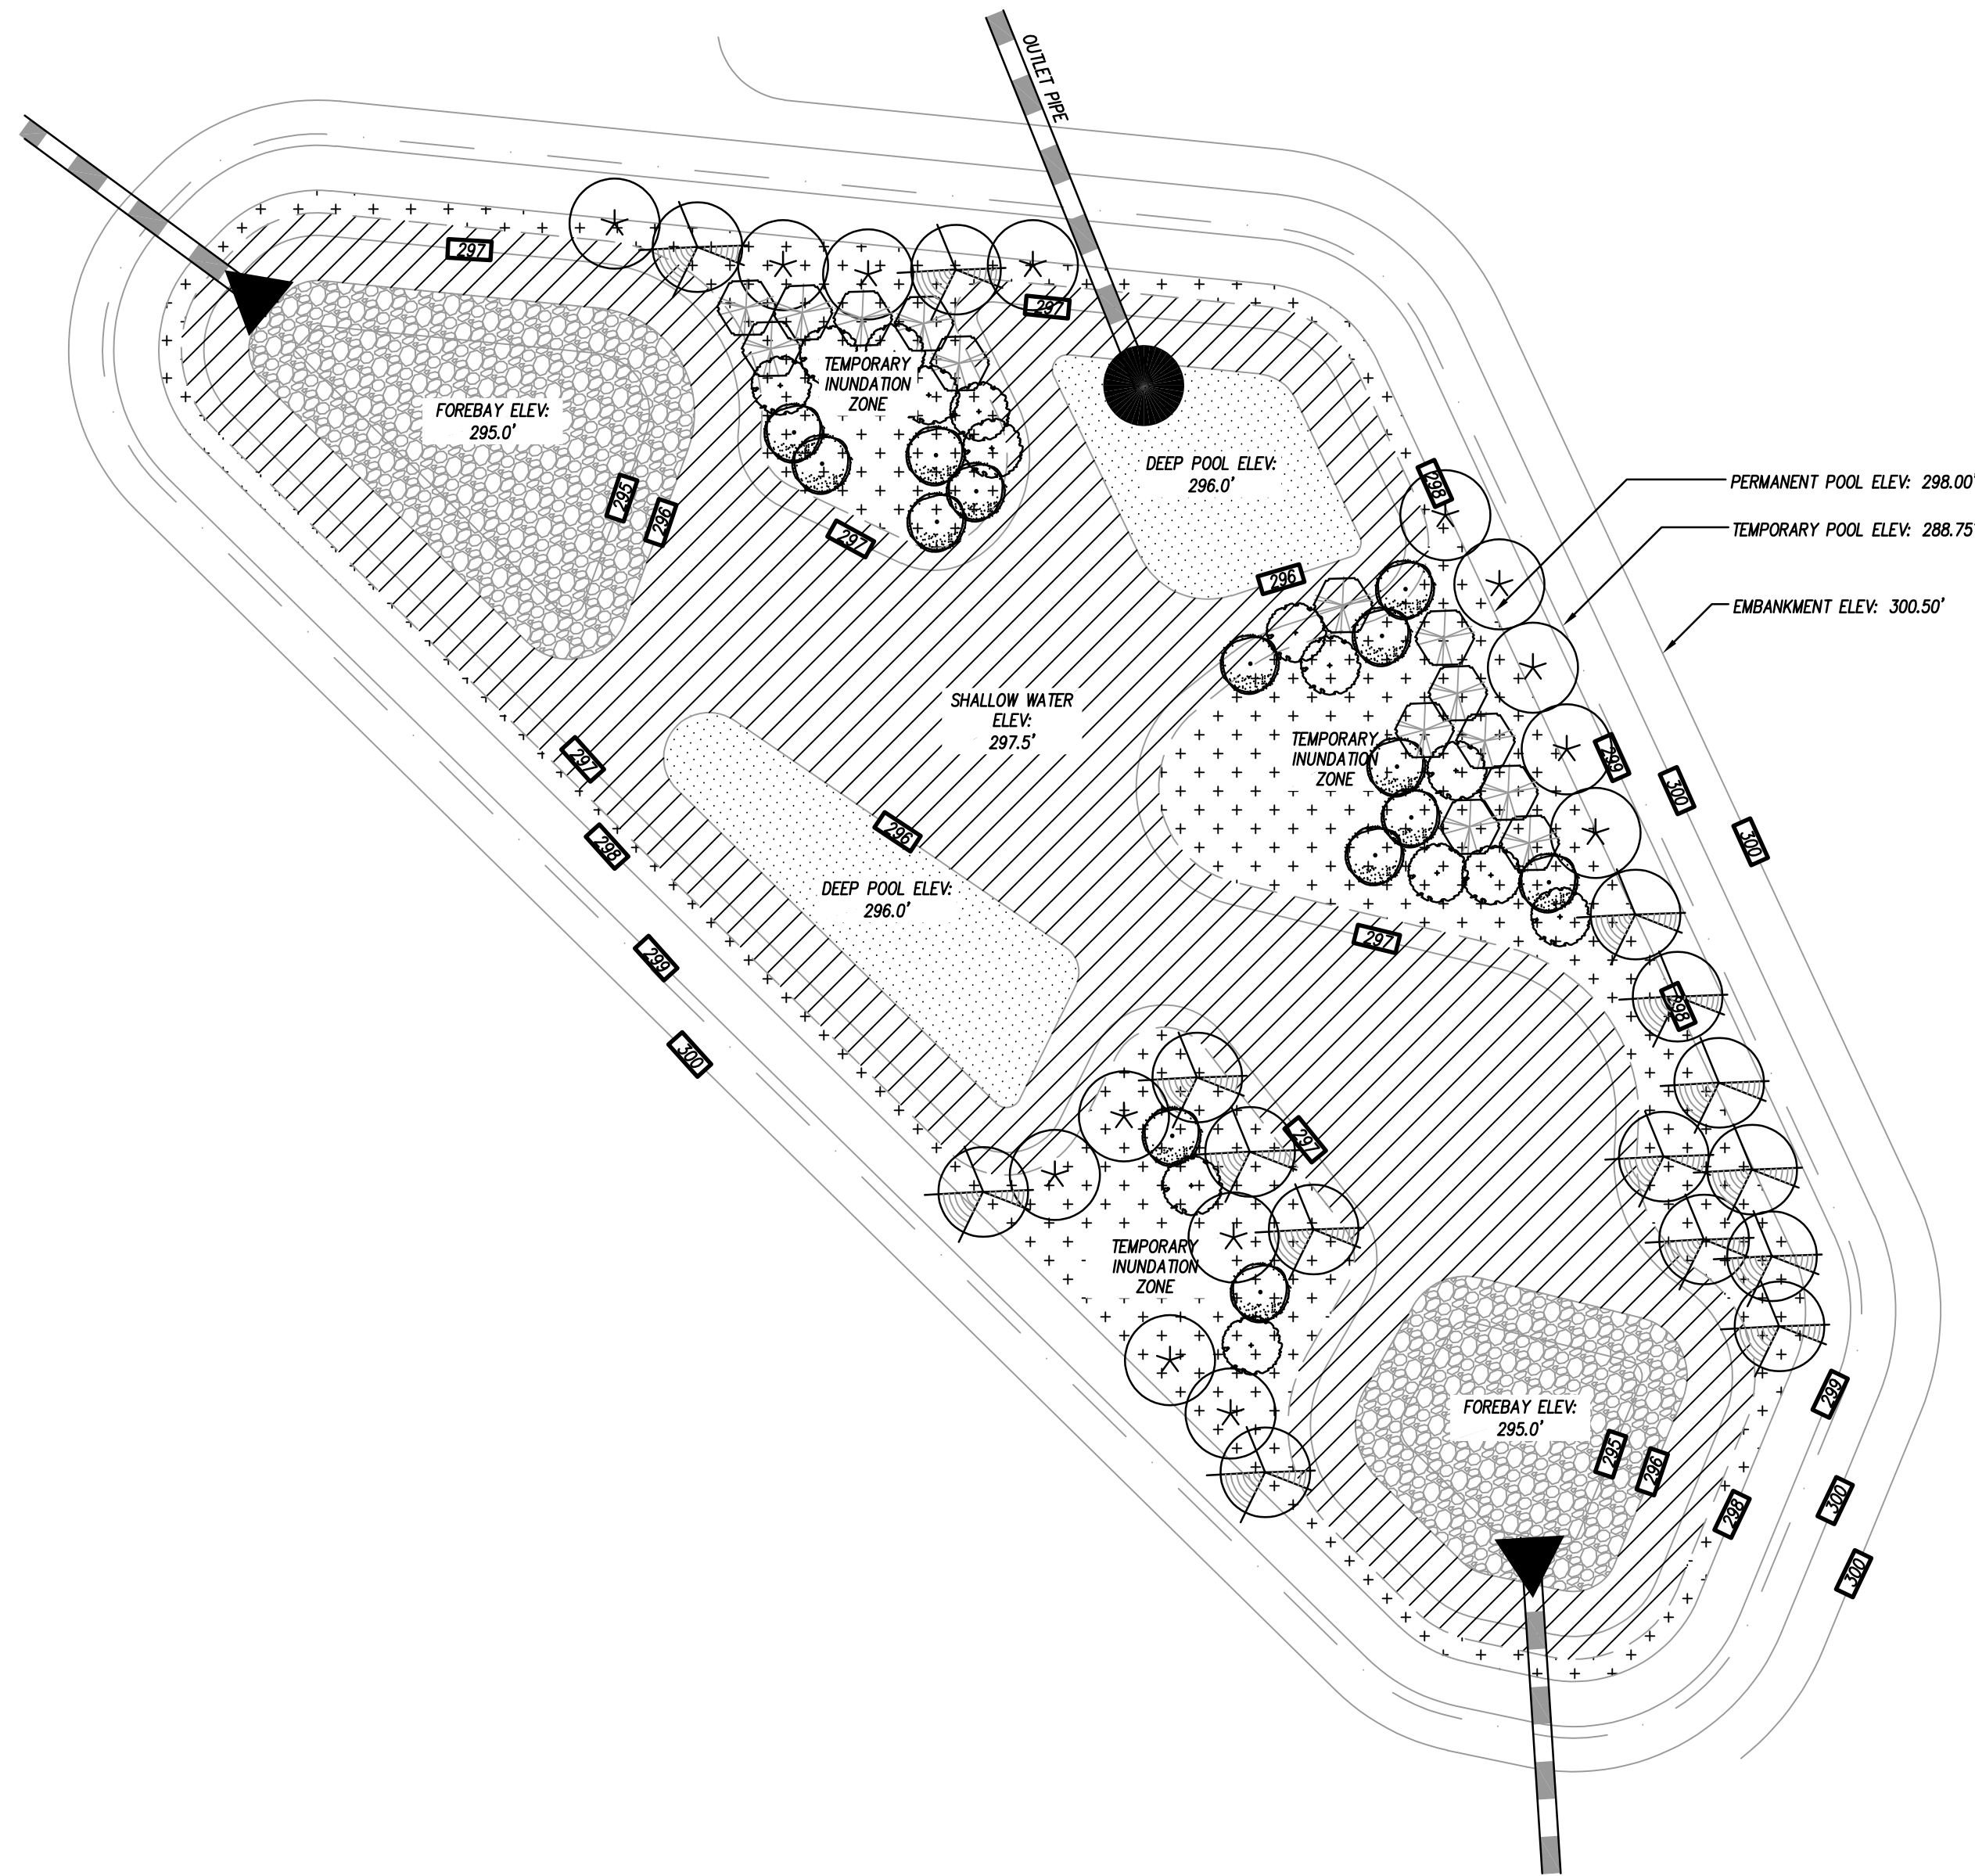 OUTLET PIPE
297
297
TEMPORARY
INUNDATION
ZONE
FOREBAY ELEV:
295.0'
DEEP POOL ELEV:
296.0'
298
PERMANENT POOL ELEV: 298.00'
295
296
TEMPORARY POOL ELEV: 288.75'
297
296
EMBANKMENT ELEV: 300.50'
SHALLOW WATER
ELEV:
297.5'
TEMPORARY
INUNDATION
ZONE
297
299
300
298
296
300
DEEP POOL ELEV:
296.0'
297
299
298
300
297
TEMPORARY
INUNDATION
ZONE
FOREBAY ELEV:
295.0'
299
295
296
298
300
300